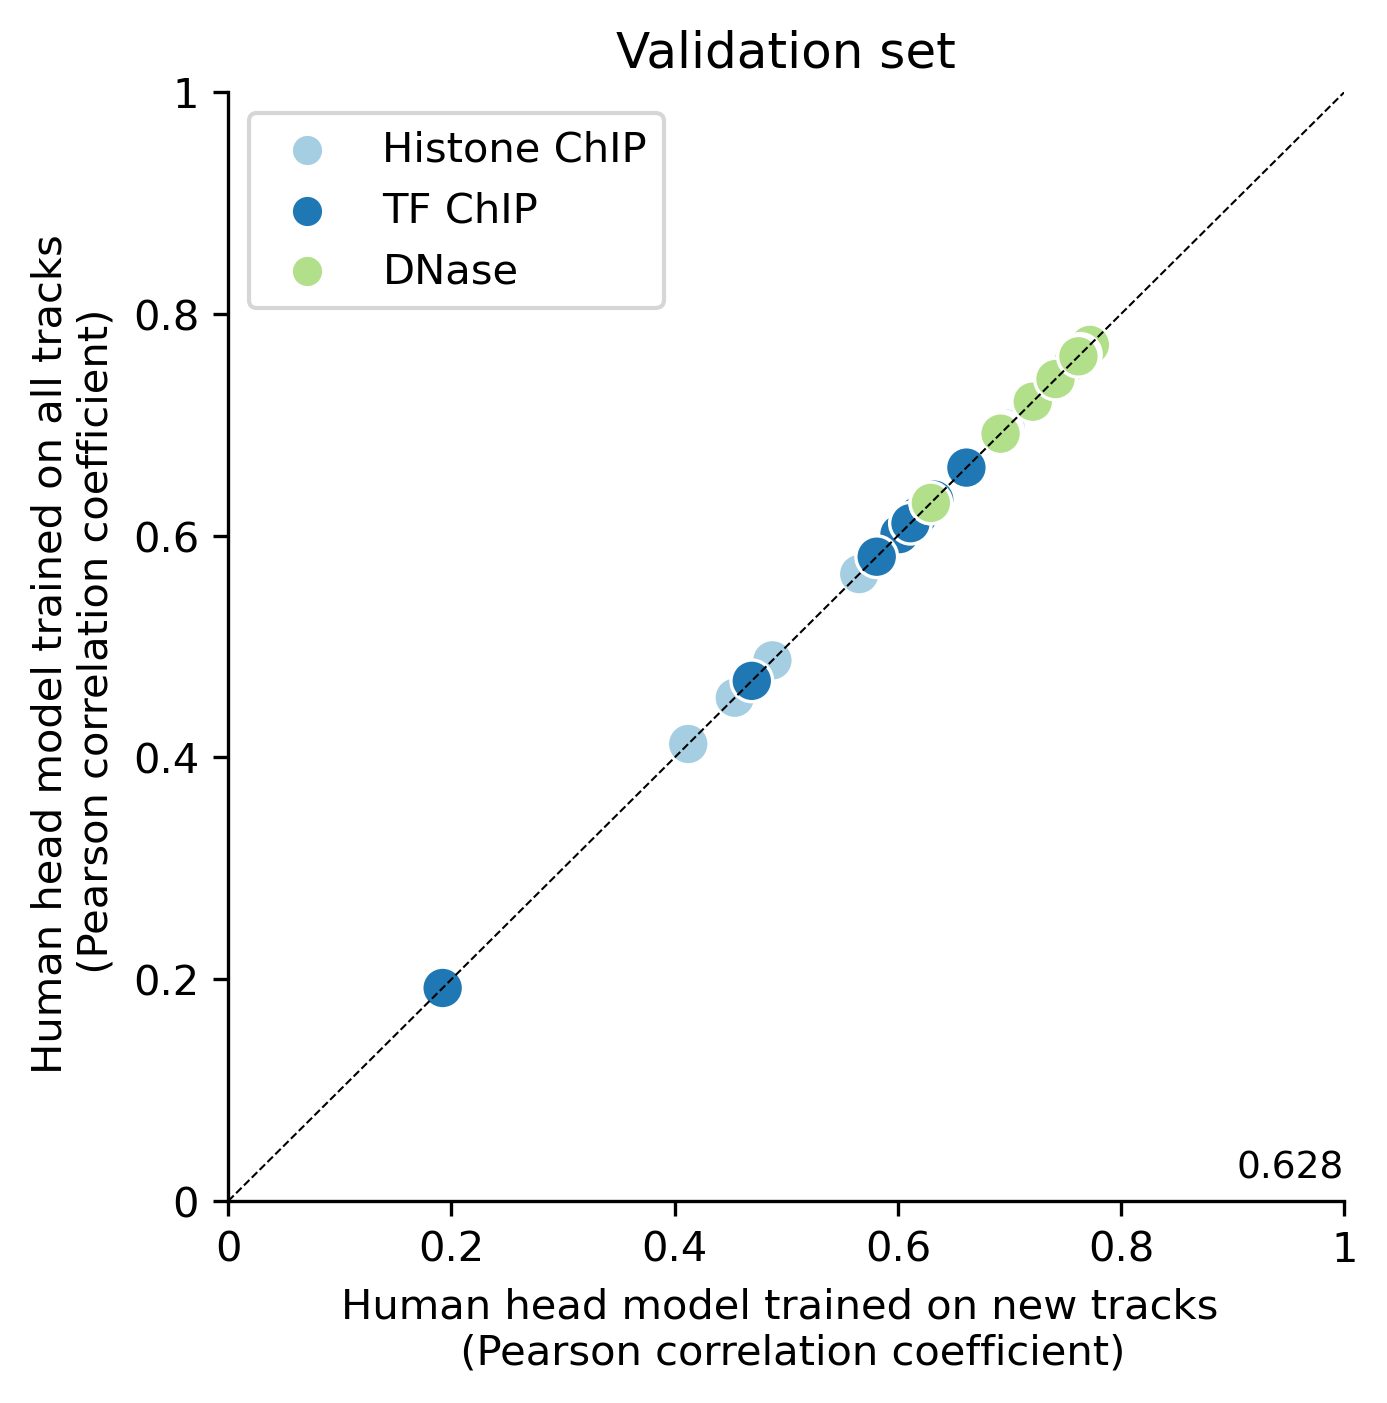 Validation set
Histone ChIP
TF ChIP
DNase
Human head model trained on all tracks
(Pearson correlation coefficient)
1
0.8
0.6
0.4
0.2
0
0.628
0 0.2 0.4 0.6 0.8 1
Human head model trained on new tracks
(Pearson correlation coefficient)